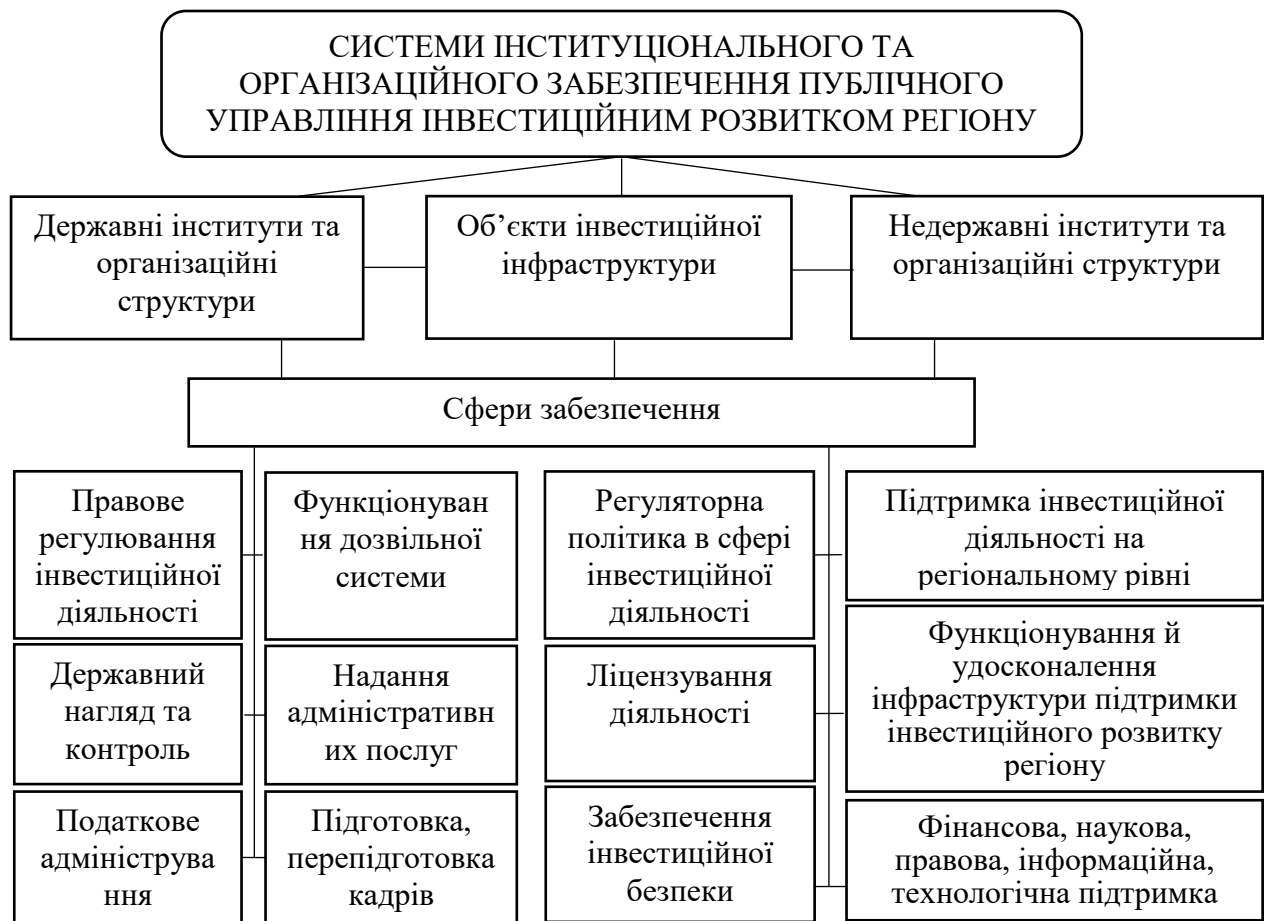 СИСТЕМИ ІНСТИТУЦІОНАЛЬНОГО ТА
ОРГАНІЗАЦІЙНОГО ЗАБЕЗПЕЧЕННЯ ПУБЛІЧНОГО
УПРАВЛІННЯ ІНВЕСТИЦІЙНИМ РОЗВИТКОМ РЕГІОНУ
Державні інститути та
організаційні
структури
Об’єкти інвестиційної
інфраструктури
Недержавні інститути та
організаційні структури
Сфери забезпечення
Правове
регулювання
інвестиційної
діяльності
Функціонуван
ня дозвільної
системи
Регуляторна
політика в сфері
інвестиційної
діяльності
Підтримка інвестиційної
діяльності на
регіональному рівні
Державний
нагляд та
контроль
Надання
адміністративн
их послуг
Ліцензування
діяльності
Функціонування й
удосконалення
інфраструктури підтримки
інвестиційного розвитку
регіону
Податкове
адмініструва
ння
Підготовка,
перепідготовка
кадрів
Забезпечення
інвестиційної
безпеки
Фінансова, наукова,
правова, інформаційна,
технологічна підтримка